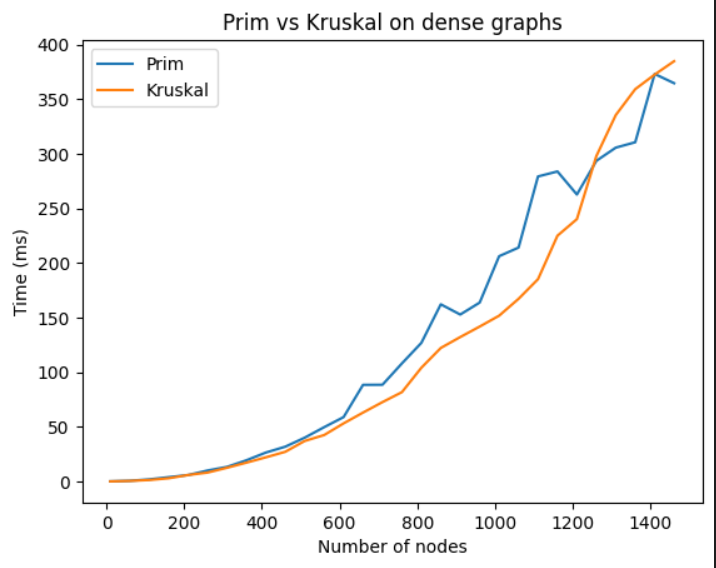 Prim vs Kruskal on dense graphs
Prim
Kruskal
400
350
300
250
200
150
100
50
0
Time (ms)
0 200 400 600 800 1000 1200 1400
Number of nodes